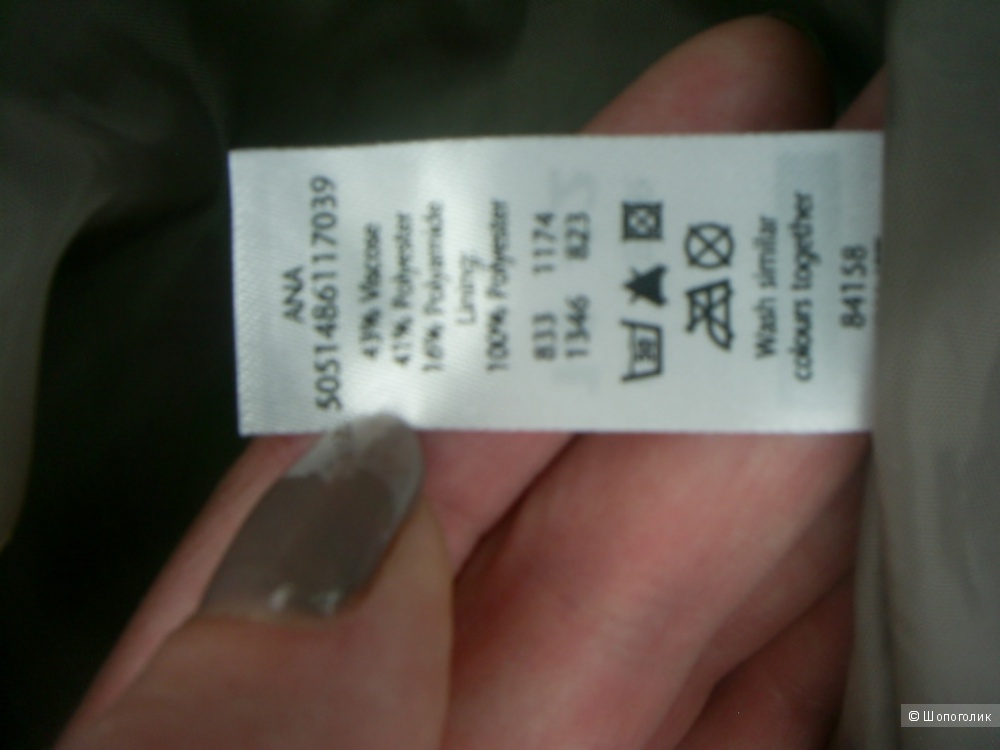 ANA
5051486117039
43% Viscose
41% Polyester
16% Polyamide
Lining:
100% Polyester
833 1174
1346 823
Wash similar
colours together
84158
© Шопоголик